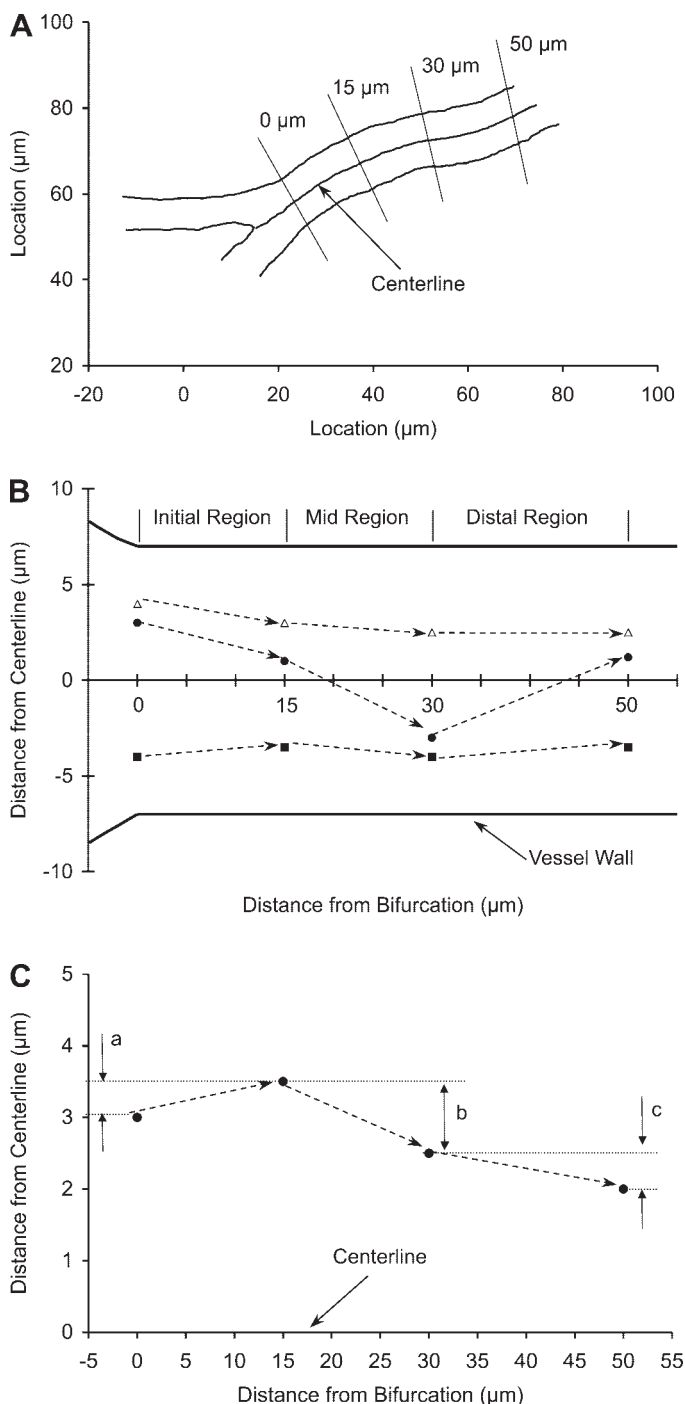 A
100
80
60
40
20
-20 0 20 40 60 80 100
Location (µm)
Location (µm)
0 µm
15 µm
30 µm
50 µm
Centerline
B
10
5
0
-5
-10
Distance from Centerline (µm)
Initial Region
Mid Region
Distal Region
0 15 30 50
Vessel Wall
Distance from Bifurcation (µm)
C
5
4
3
2
1
0
Distance from Centerline (µm)
a
b
c
Centerline
-5 0 5 10 15 20 25 30 35 40 45 50 55
Distance from Bifurcation (µm)